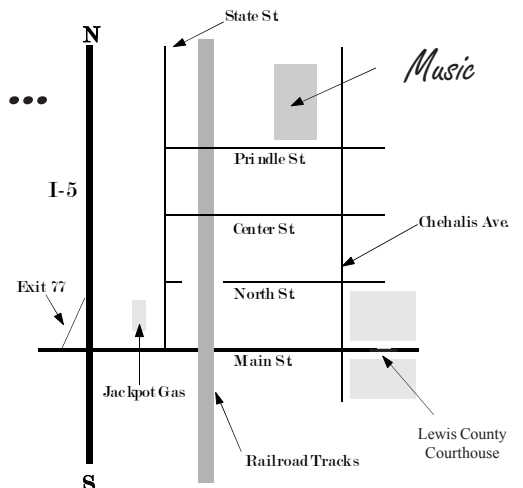 State St.
N
Music
...
Prindle St.
I-5
Center St.
Chehalis Ave.
Exit 77
North St.
Main St.
Jackpot Gas
Lewis County
Courthouse
Railroad Tracks
S